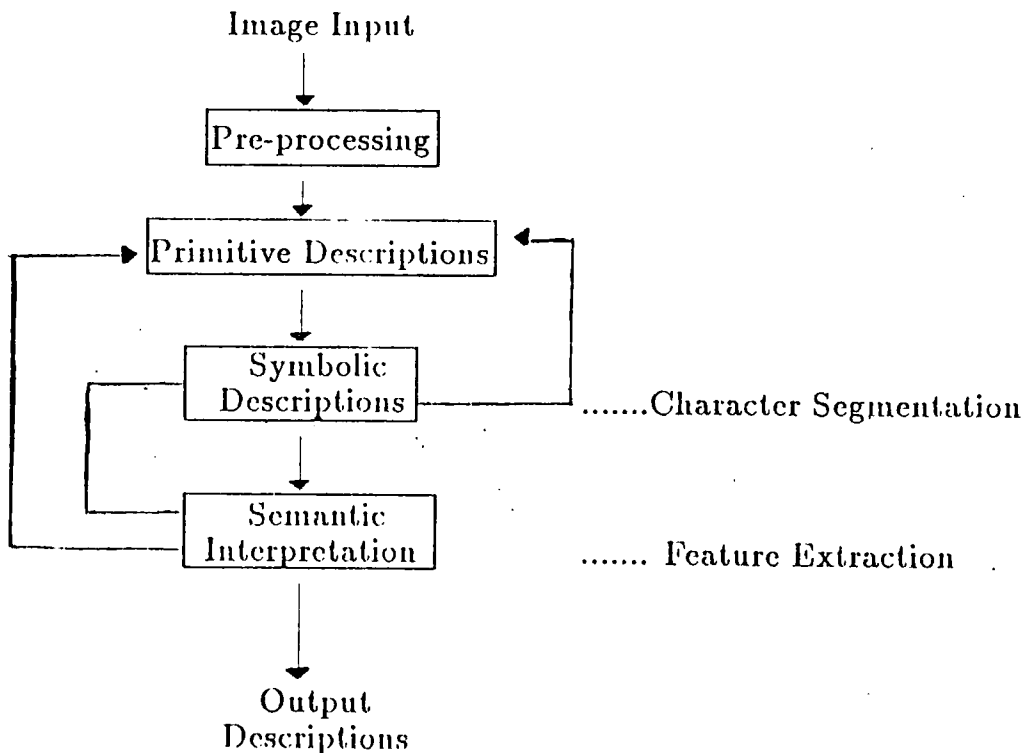 Image Input
Pre-processing
Primitive Descriptions
Symbolic
Descriptions
.......Character Segmentation
Semantic
Interpretation
....... Feature Extraction
Output
Descriptions